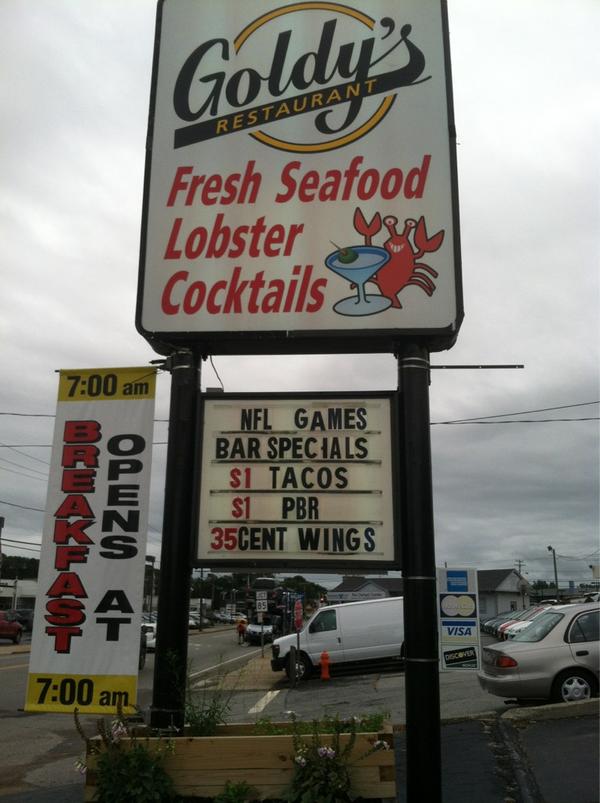 Goldy's
RESTAURANT
Fresh Seafood
Lobster
Cocktails
7:00 am
BREAKFAST
OPENS AT
7:00 am
NFL GAMES
BAR SPECIALS
$1 TACOS
$1 PBR
35CENT WINGS
85
VISA
DISCOVER